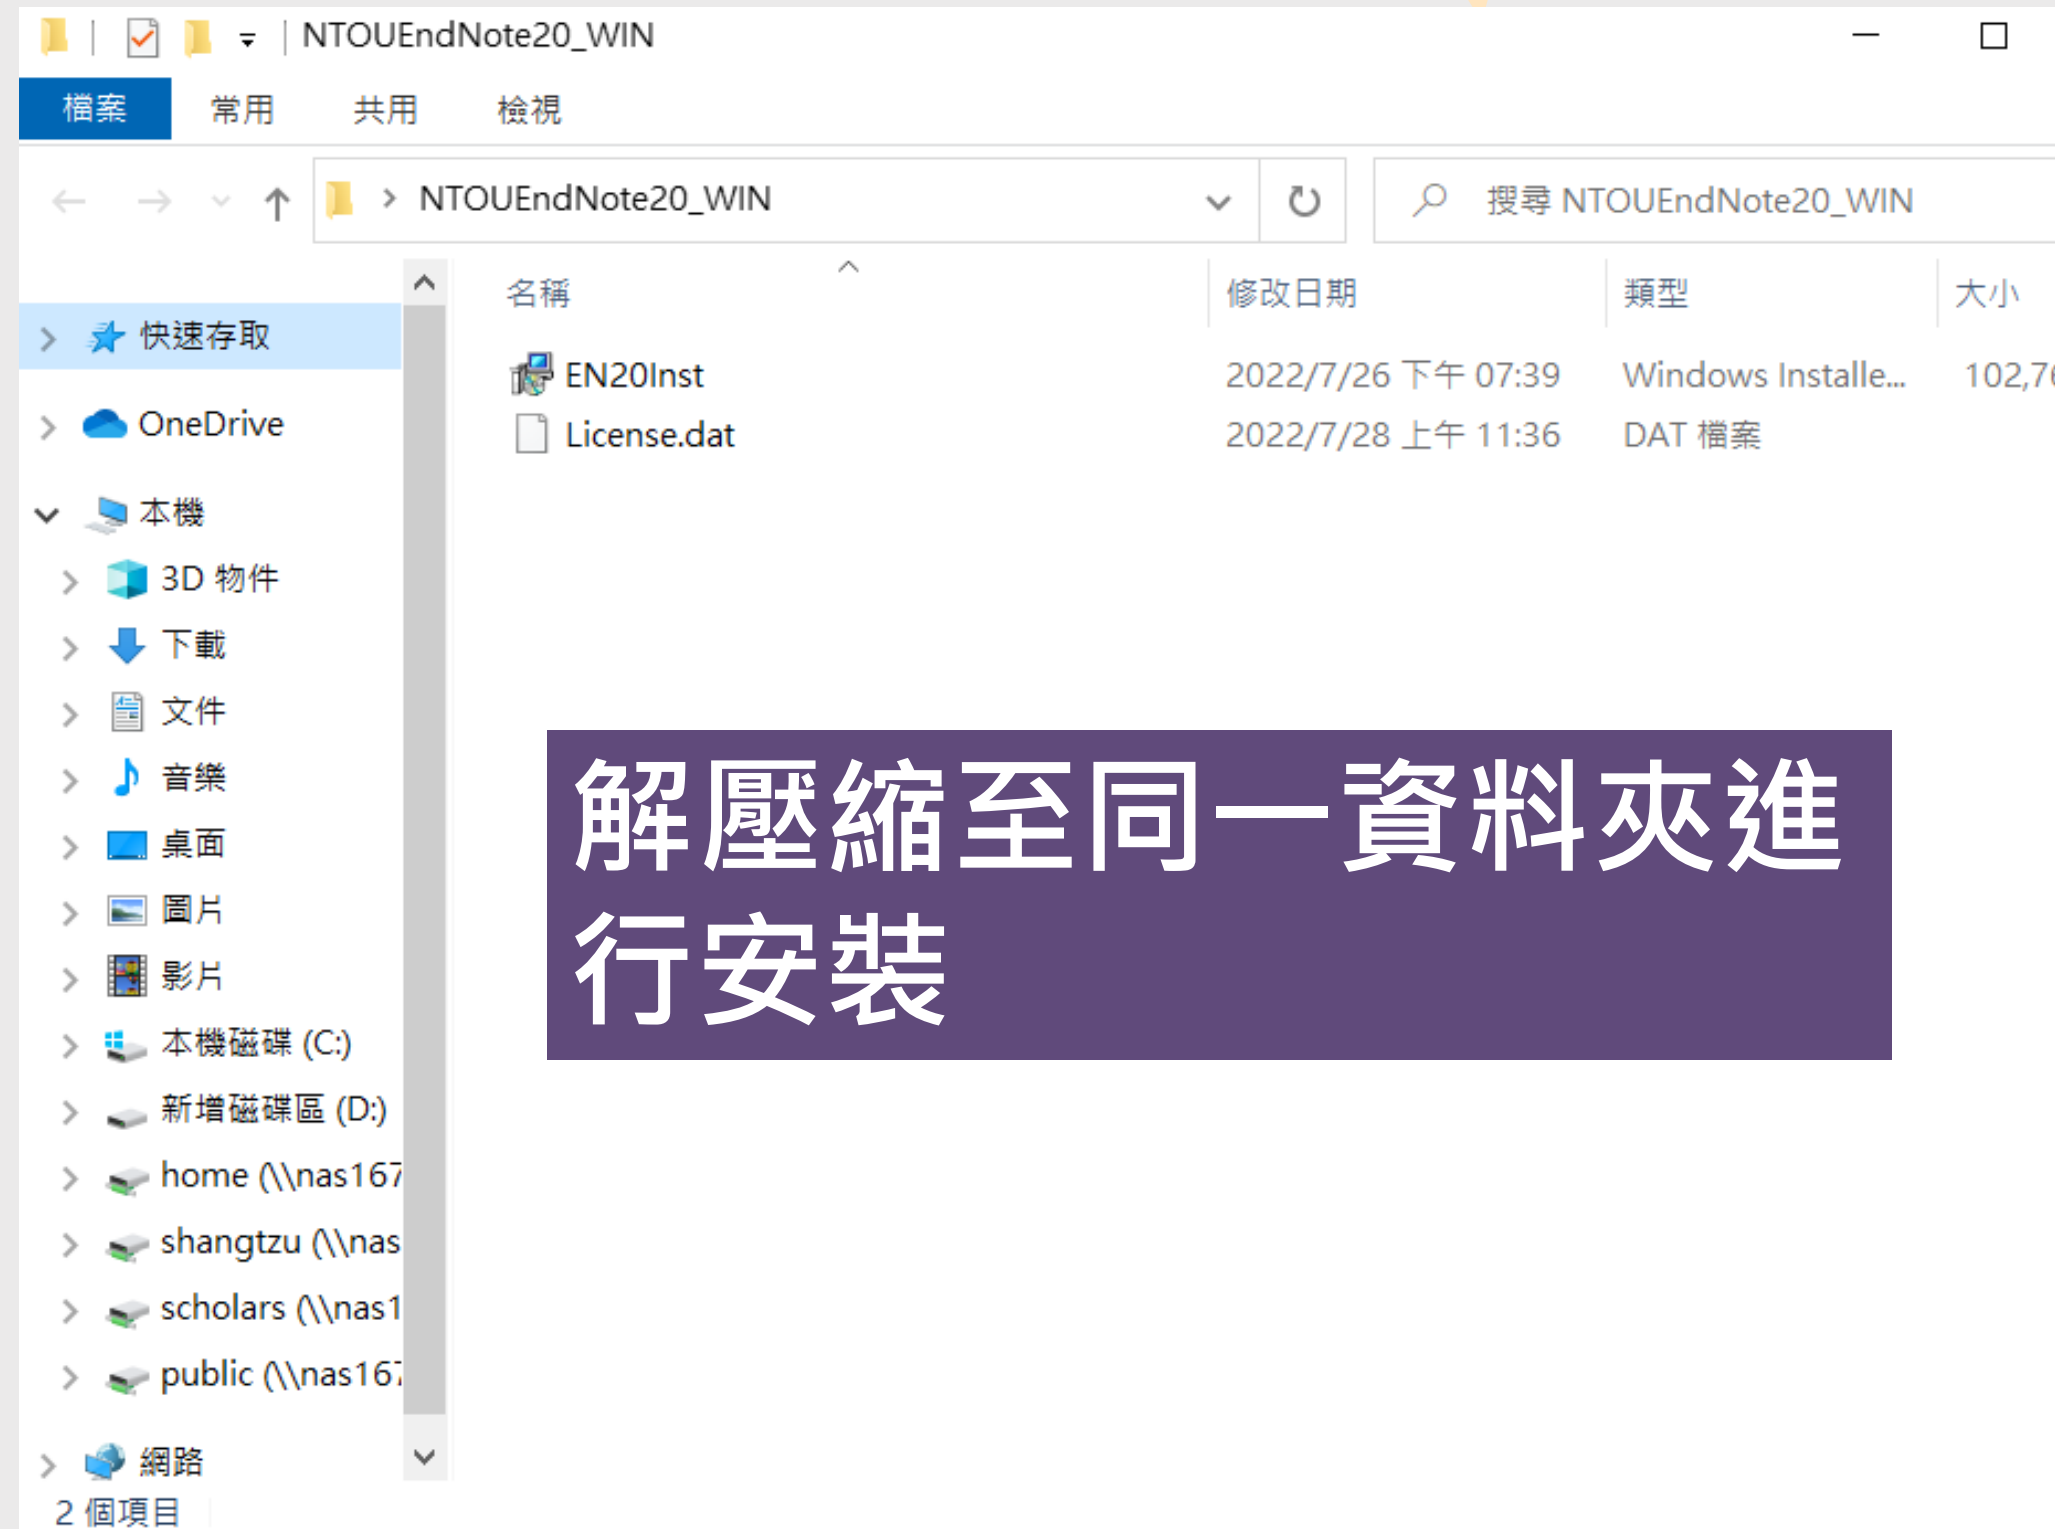 NTOUEndNote20_WIN
檔案 常用 共用 檢視
NTOUEndNote20_WIN
搜尋 NTOUEndNote20_WIN
名稱 修改日期 類型 大小
EN20Inst 2022/7/26 下午 07:39 Windows Installe... 102,76
License.dat 2022/7/28 上午 11:36 DAT 檔案
快速存取
OneDrive
本機
3D 物件
下載
文件
音樂
桌面
圖片
影片
本機磁碟 (C:)
新增磁碟區 (D:)
home (\\nas167
shangtzu (\\nas
scholars (\\nas1
public (\\nas167
網路
2 個項目
解壓縮至同一資料夾進
行安裝